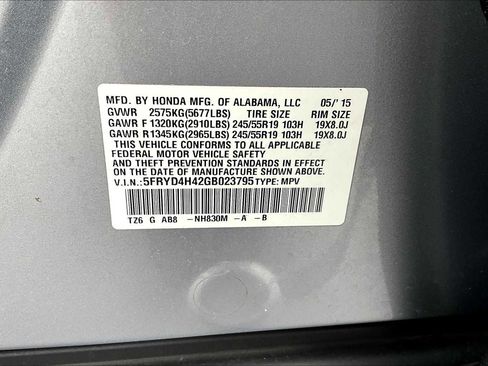 MFD. BY HONDA MFG. OF ALABAMA, LLC 05/'15
GVWR 2575KG(5677LBS) TIRE SIZE RIM SIZE
GAWR F 1320KG(2910LBS) 245/55R19 103H 19X8.0J
GAWR R1345KG(2965LBS) 245/55R19 103H 19X8.0J
THIS VEHICLE CONFORMS TO ALL APPLICABLE
FEDERAL MOTOR VEHICLE SAFETY BUMPER
AND THEFT PREVENTION STANDARDS IN EFFECT
ON THE DATE OF MANUFACTURE SHOWN ABOVE.
V.I.N.:5FRYD4H42GB023795 TYPE: MPV
TZ6 G AB8 -NH830M -A -B